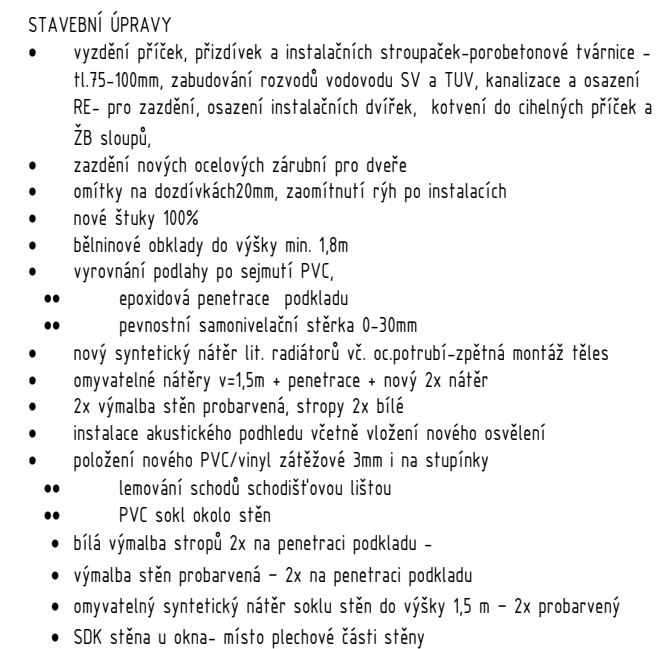 STAVEBNÍ ÚPRAVY
• vyzdění příček, přizdívek a instalačních stroupaček-porobetonové tvárnice -
tl.75-100mm, zabudování rozvodů vodovodu SV a TUV, kanalizace a osazení
RE- pro zazdění, osazení instalačních dvířek, kotvení do cihelných příček a
ŽB sloupů,
• zazdění nových ocelových zárubní pro dveře
• omítky na dozdívkách20mm, zaomítnutí rýh po instalacích
• nové štuky 100%
• bělninové obklady do výšky min. 1,8m
• vyrovnání podlahy po sejmutí PVC,
•• epoxidová penetrace podkladu
•• pevnostní samonivelační stěrka 0-30mm
• nový syntetický nátěr lit. radiátorů vč. oc.potrubí-zpětná montáž těles
• omyvatelné nátěry v=1,5m + penetrace + nový 2x nátěr
• 2x výmalba stěn probarvená, stropy 2x bílé
• instalace akustického podhledu včetně vložení nového osvělení
• položení nového PVC/vinyl zátěžové 3mm i na stupínky
•• lemování schodů schodišťovou lištou
•• PVC sokl okolo stěn
• bílá výmalba stropů 2x na penetraci podkladu -
• výmalba stěn probarvená - 2x na penetraci podkladu
• omyvatelný syntetický nátěr soklu stěn do výšky 1,5 m - 2x probarvený
• SDK stěna u okna- místo plechové části stěny